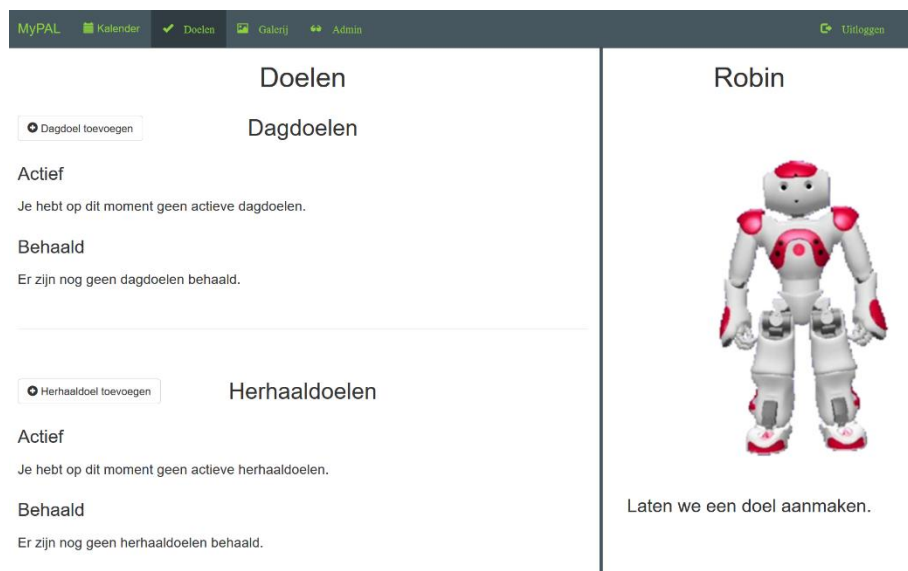 MyPAL Kalender Doelen Galerij Admin Uitloggen
Doelen
Dagdoel toevoegen Dagdoelen
Actief
Je hebt op dit moment geen actieve dagdoelen.
Behaald
Er zijn nog geen dagdoelen behaald.
Herhaaldoel toevoegen Herhaaldoelen
Actief
Je hebt op dit moment geen actieve herhaaldoelen.
Behaald
Er zijn nog geen herhaaldoelen behaald.
Robin
Laten we een doel aanmaken.